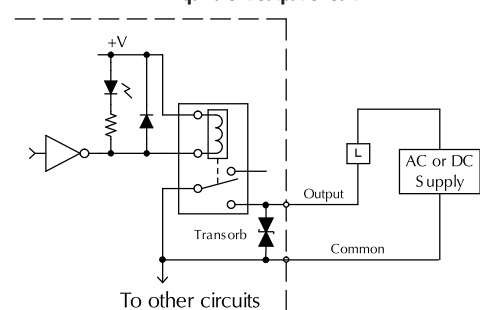 +V
L
AC or DC
Supply
Output
Transorb
Common
To other circuits